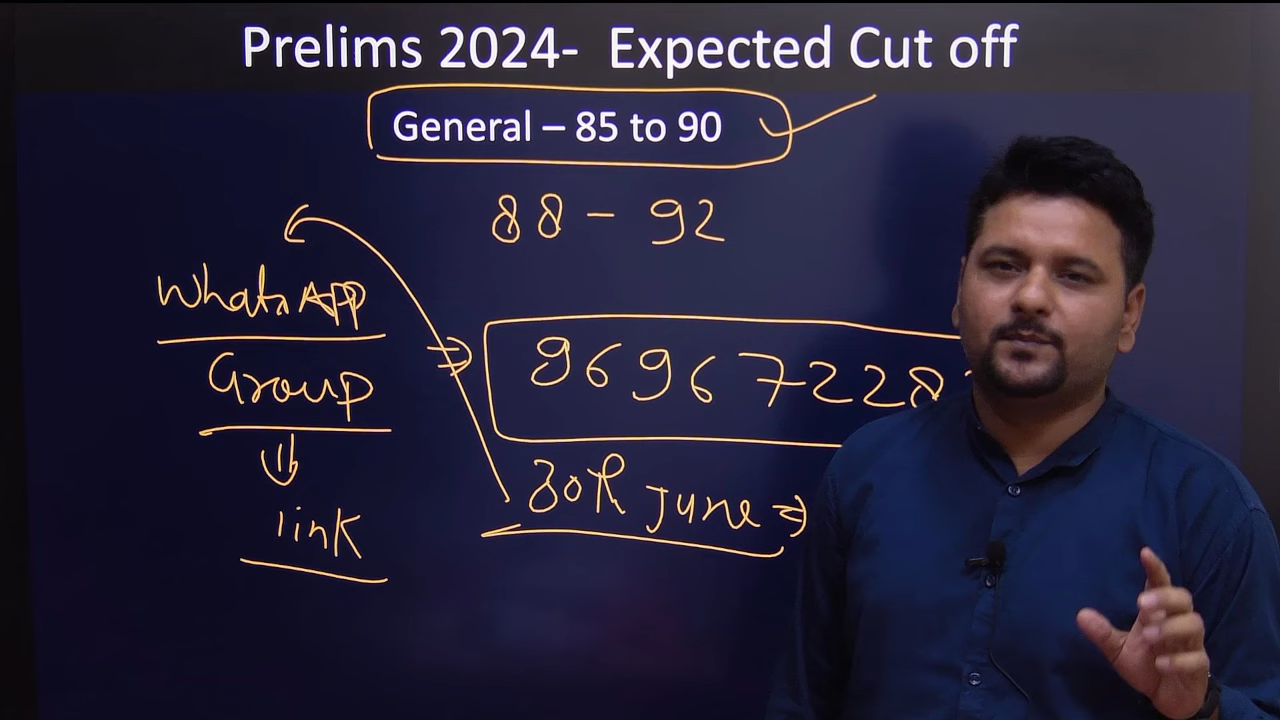 Prelims 2024- Expected Cut off
General – 85 to 90
88 - 92
WhatsApp
Group
link
⇒ 96967228
30th June ⇒